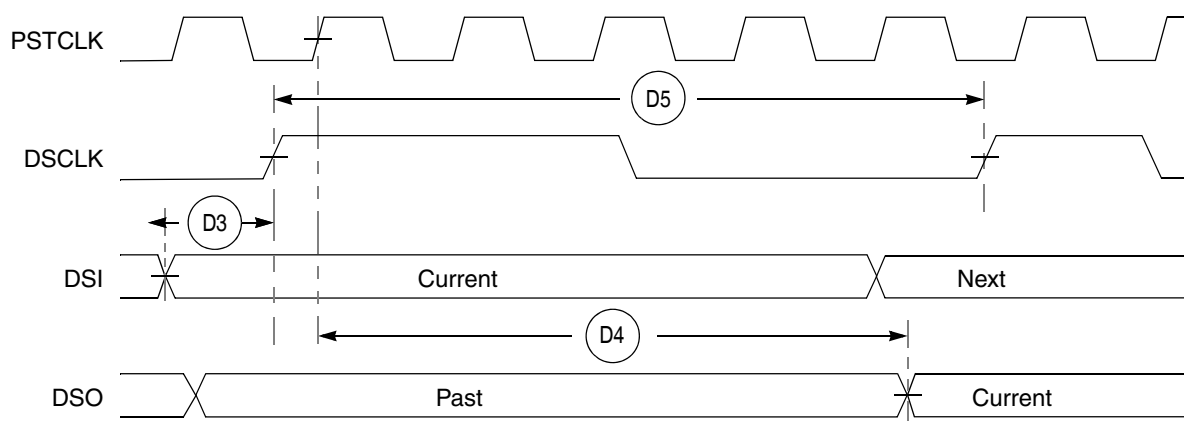 PSTCLK
D5
DSCLK
D3
DSI Current Next
D4
DSO Past Current